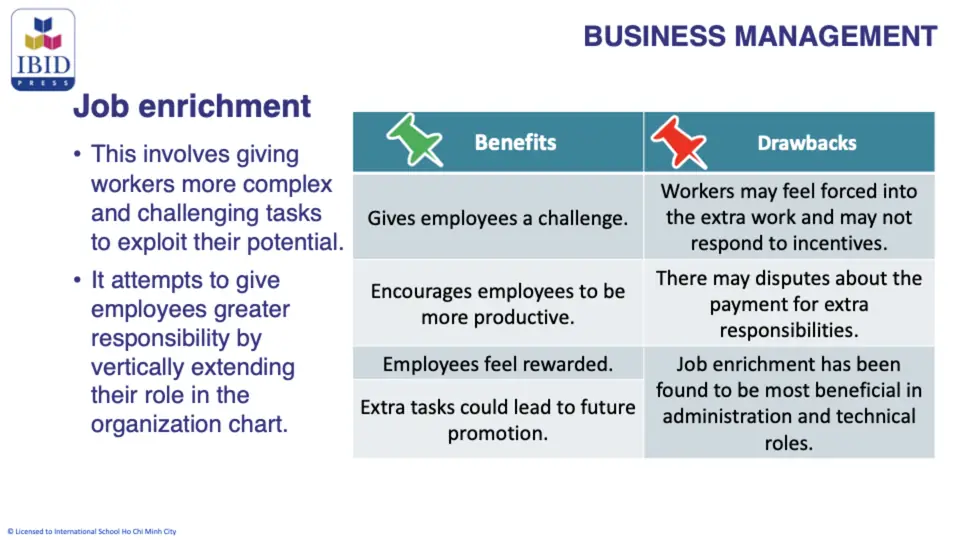 IBID
PRESS
BUSINESS MANAGEMENT
Job enrichment
• This involves giving
workers more complex
and challenging tasks
to exploit their potential.
• It attempts to give
employees greater
responsibility by
vertically extending
their role in the
organization chart.
Benefits
Drawbacks
Gives employees a challenge.
Workers may feel forced into
the extra work and may not
respond to incentives.
Encourages employees to be
more productive.
There may disputes about the
payment for extra
responsibilities.
Employees feel rewarded.
Extra tasks could lead to future
promotion.
Job enrichment has been
found to be most beneficial in
administration and technical
roles.
© Licensed to International School Ho Chi Minh City